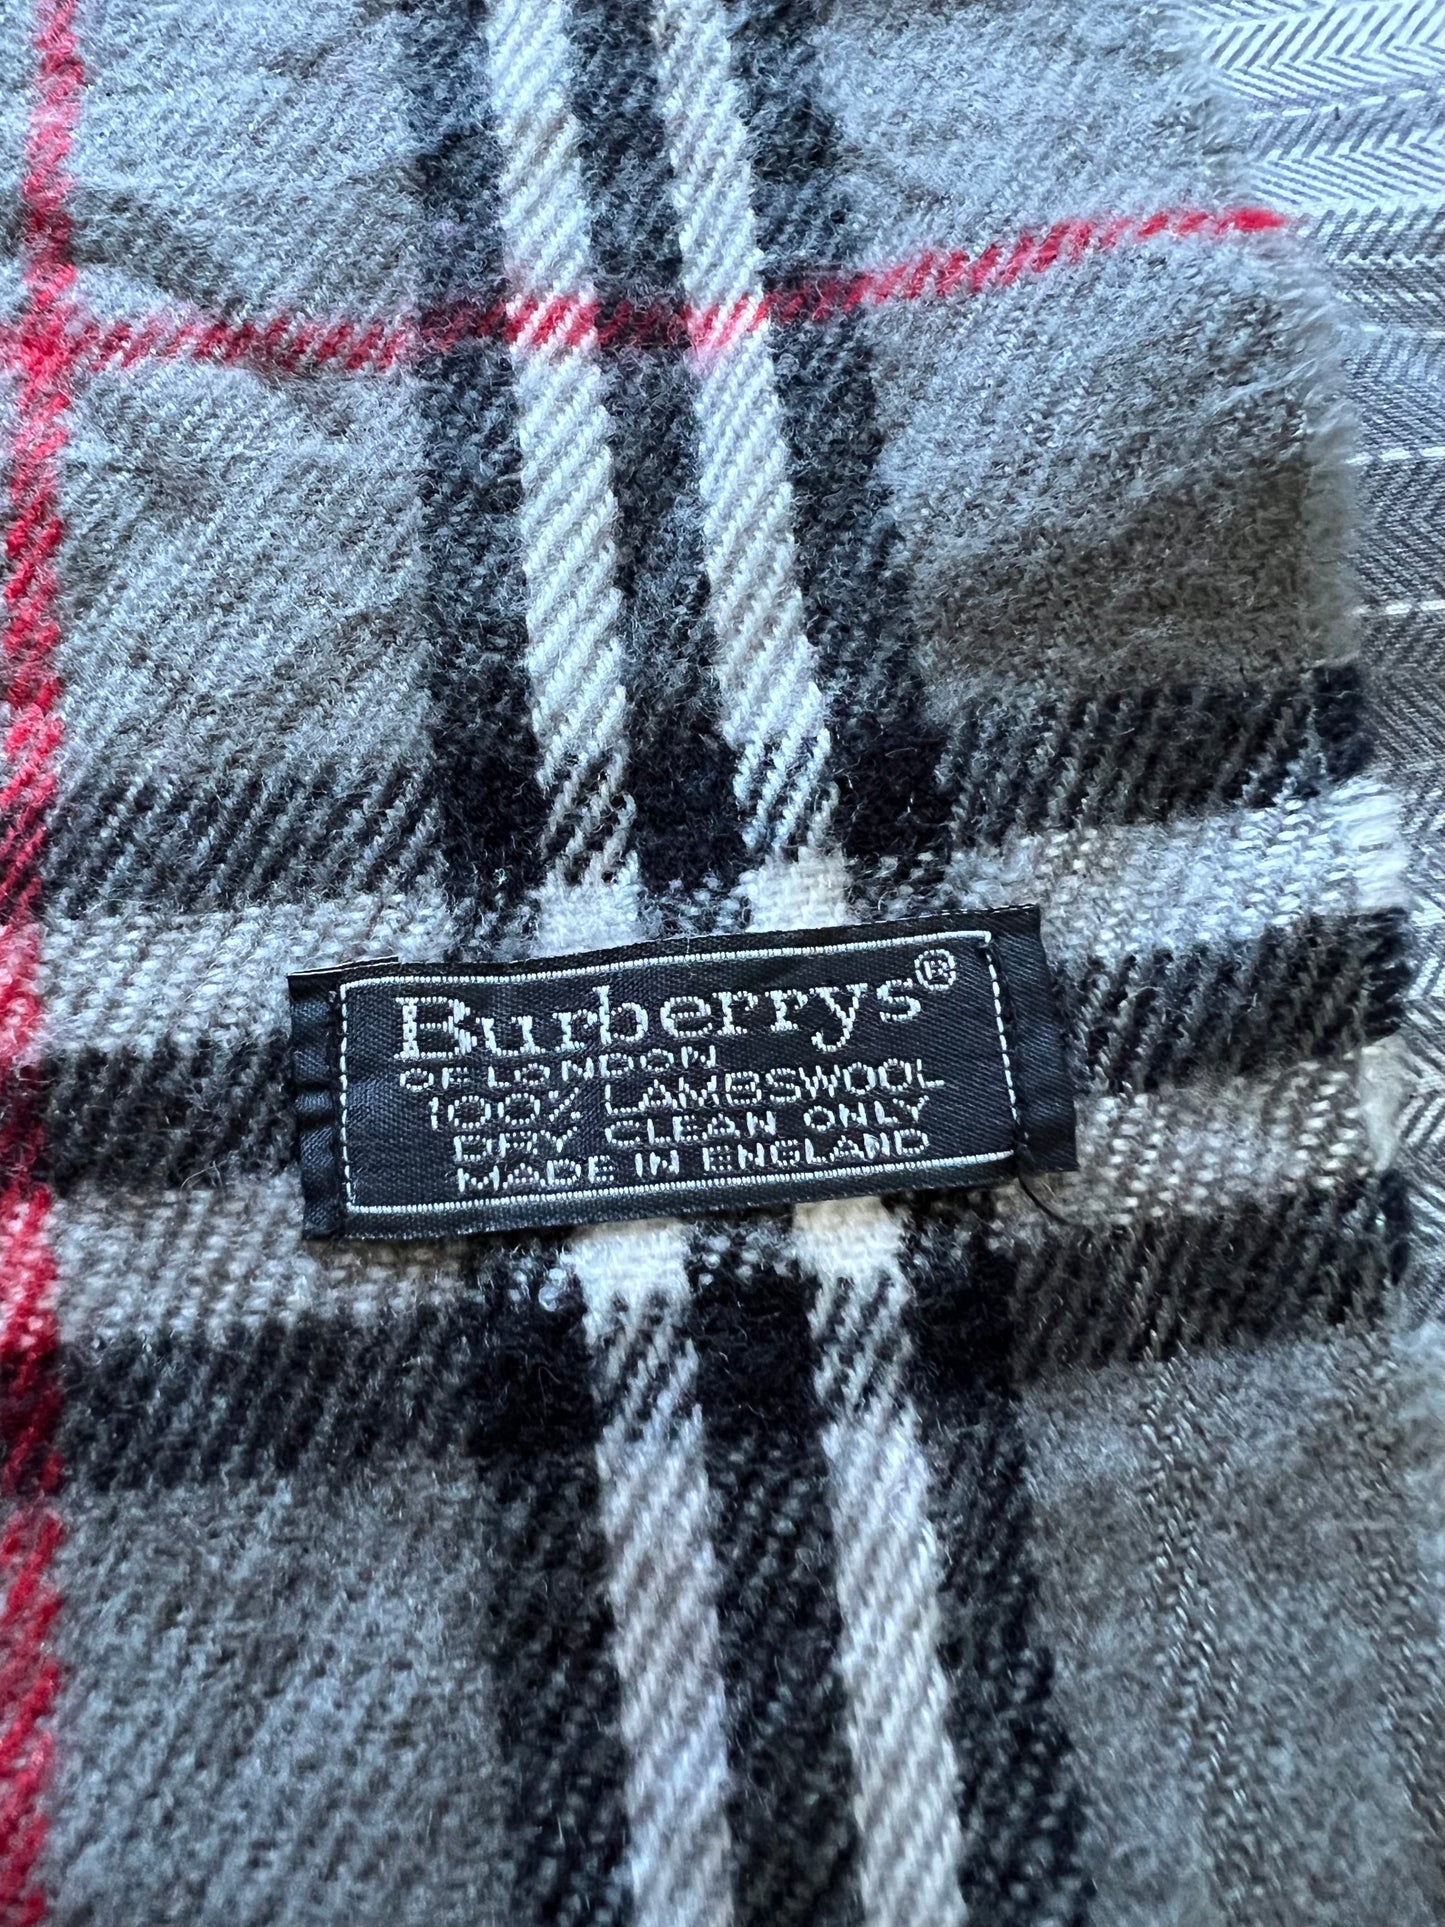 Burberrys®
OF LONDON
100% LAMBSWOOL
DRY CLEAN ONLY
MADE IN ENGLAND